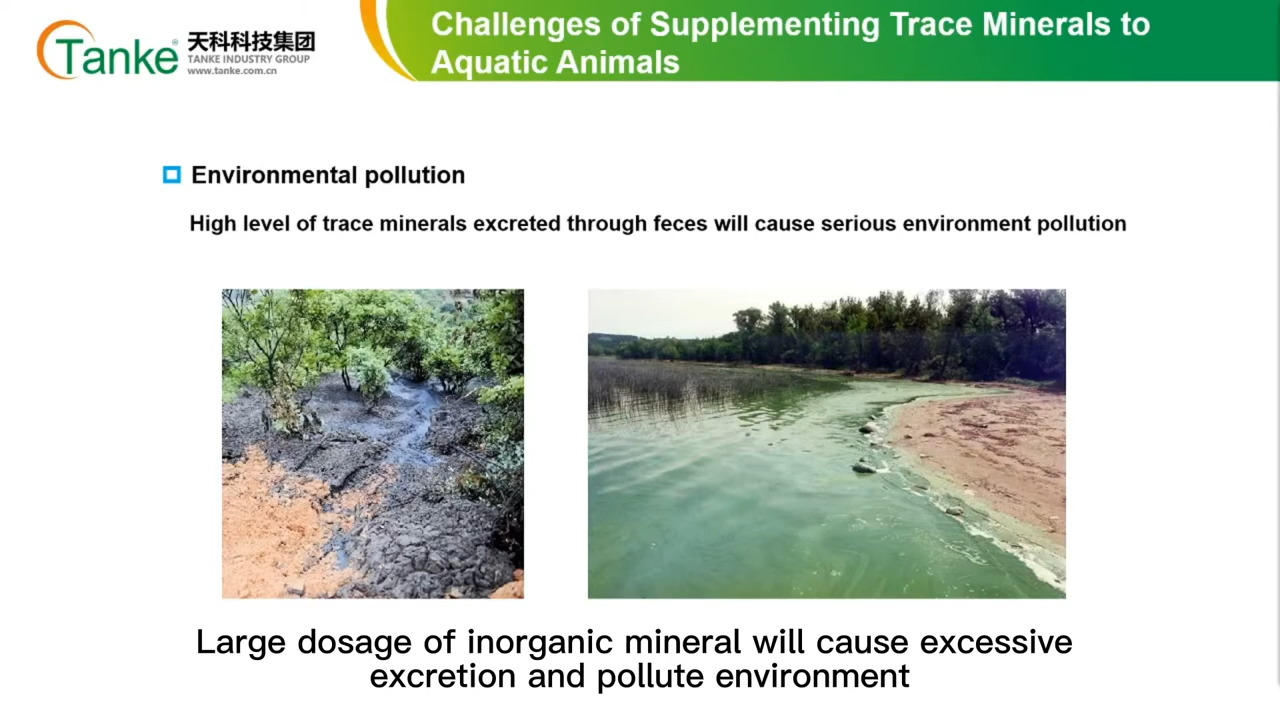 Tanke®
天科科技集团
TANKE INDUSTRY GROUP
www.tanke.com.cn
Challenges of Supplementing Trace Minerals to
Aquatic Animals
Environmental pollution
High level of trace minerals excreted through feces will cause serious environment pollution
Large dosage of inorganic mineral will cause excessive
excretion and pollute environment